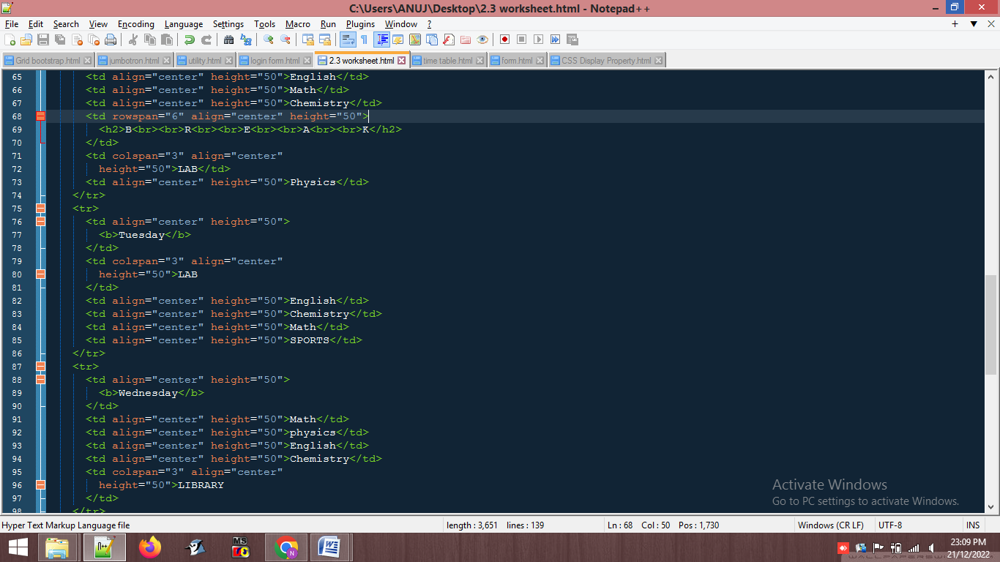 C:\Users\ANUJ\Desktop\2.3 worksheet.html - Notepad++
File Edit Search View Encoding Language Settings Tools Macro Run Plugins Window ?
Grid bootstrap.html jumbotron.html utility.html login form.html 2.3 worksheet.html time table.html form.html CSS Display Property.html
65 <td align="center" height="50">English</td>
66 <td align="center" height="50">Math</td>
67 <td align="center" height="50">Chemistry</td>
68 <td rowspan="6" align="center" height="50">
69 <h2>B<br><br>R<br><br>E<br><br>A<br><br>K</h2>
70 </td>
71 <td colspan="3" align="center"
72 height="50">LAB</td>
73 <td align="center" height="50">Physics</td>
74 </tr>
75 <tr>
76 <td align="center" height="50">
77 <b>Tuesday</b>
78 </td>
79 <td colspan="3" align="center"
80 height="50">LAB
81 </td>
82 <td align="center" height="50">English</td>
83 <td align="center" height="50">Chemistry</td>
84 <td align="center" height="50">Math</td>
85 <td align="center" height="50">SPORTS</td>
86 </tr>
87 <tr>
88 <td align="center" height="50">
89 <b>Wednesday</b>
90 </td>
91 <td align="center" height="50">Math</td>
92 <td align="center" height="50">physics</td>
93 <td align="center" height="50">English</td>
94 <td align="center" height="50">Chemistry</td>
95 <td colspan="3" align="center"
96 height="50">LIBRARY
97 </td>
98 </tr>
Activate Windows
Go to PC settings to activate Windows.
Hyper Text Markup Language file length : 3,651 lines : 139 Ln : 68 Col : 50 Pos : 1,730 Windows (CR LF) UTF-8 INS
23:09 PM
21/12/2022